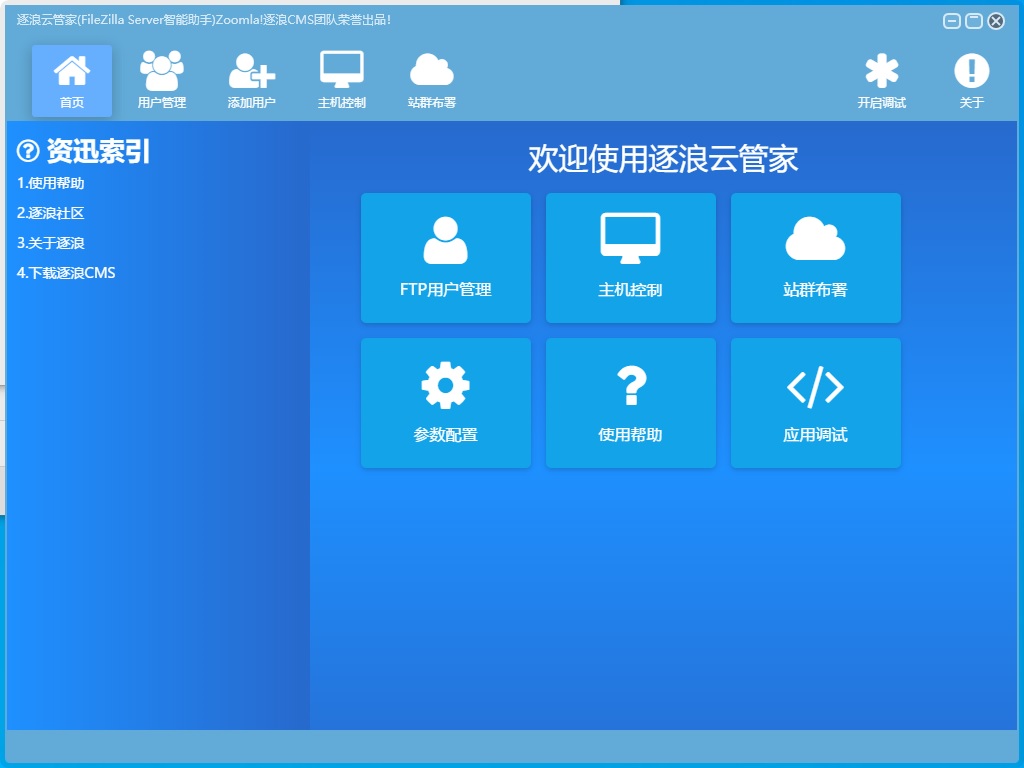 逐浪云管家(FileZilla Server智能助手)Zoomla!逐浪CMS团队荣誉出品!
首页 用户管理 添加用户 主机控制 站群布署 开启调试 关于
资迅索引
1.使用帮助
2.逐浪社区
3.关于逐浪
4.下载逐浪CMS
欢迎使用逐浪云管家
FTP用户管理 主机控制 站群布署
参数配置 使用帮助 应用调试